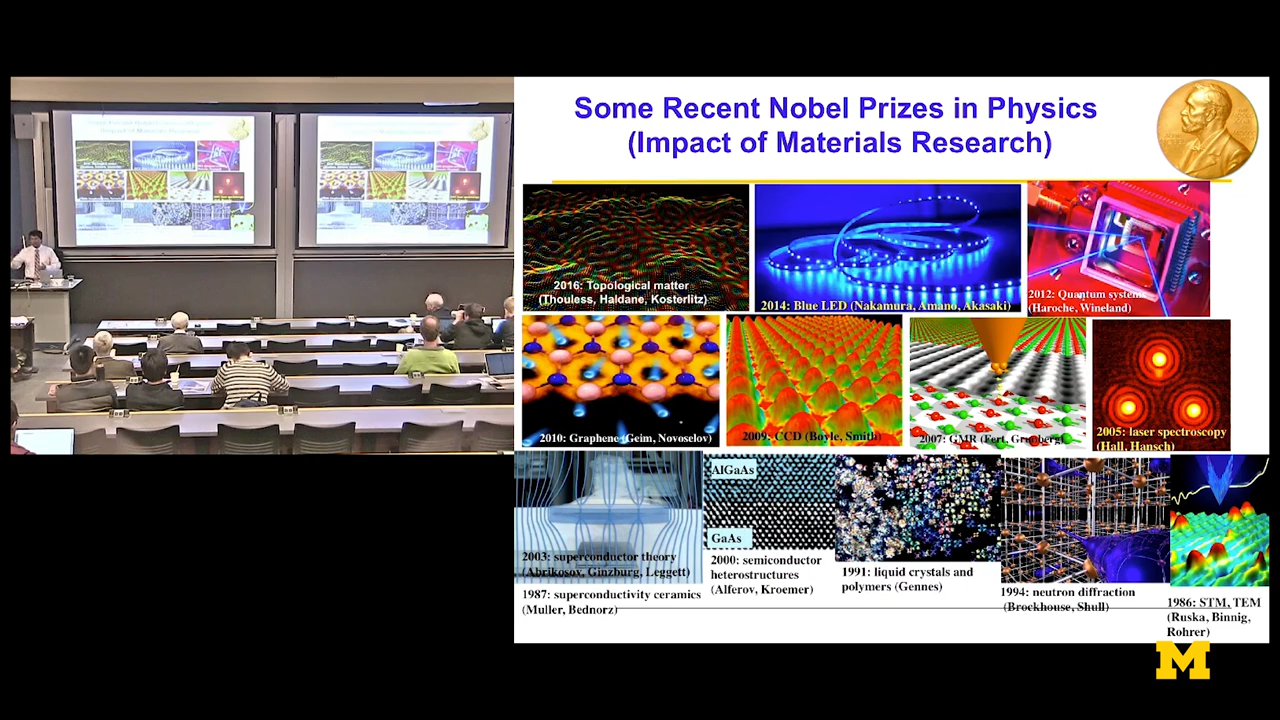 Some Recent Nobel Prizes in Physics
(Impact of Materials Research)
2016: Topological matter
(Thouless, Haldane, Kosterlitz)
2014: Blue LED (Nakamura, Amano, Akasaki)
2012: Quantum systems
(Haroche, Wineland)
2010: Graphene (Geim, Novoselov)
2009: CCD (Boyle, Smith)
2007: GMR (Fert, Grunberg)
2005: laser spectroscopy
(Hall, Hansch)
2003: superconductor theory
(Abrikosov, Ginzburg, Leggett)
1987: superconductivity ceramics
(Muller, Bednorz)
AlGaAs
GaAs
2000: semiconductor
heterostructures
(Alferov, Kroemer)
1991: liquid crystals and
polymers (Gennes)
1994: neutron diffraction
(Brockhouse, Shull)
1986: STM, TEM
(Ruska, Binnig,
Rohrer)
M